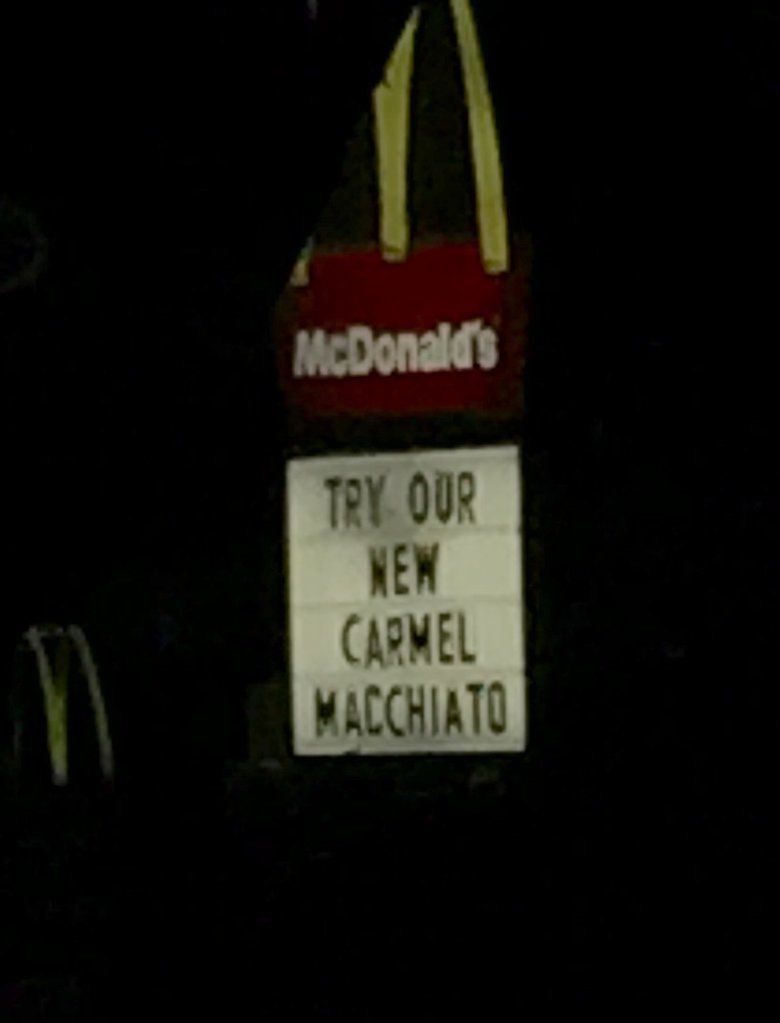 McDonald's
TRY OUR
NEW
CARMEL
MACCHIATO